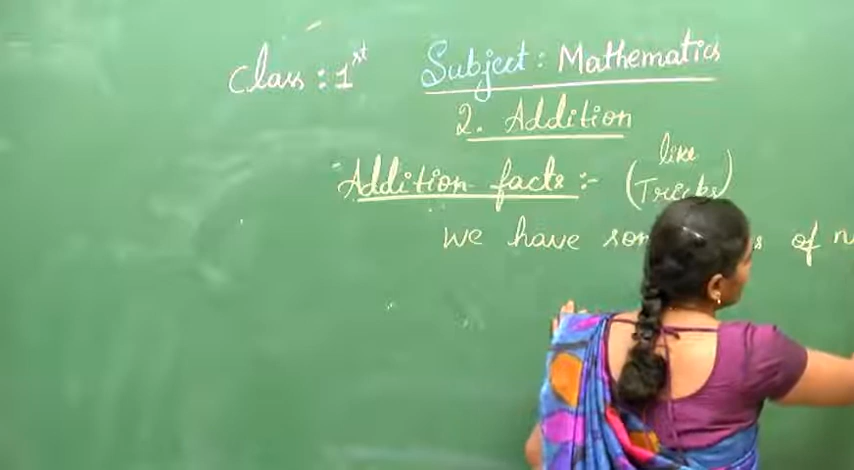 Class : 1st Subject : Mathematics
2. Addition
Addition facts :- (like Tricks)
we have of